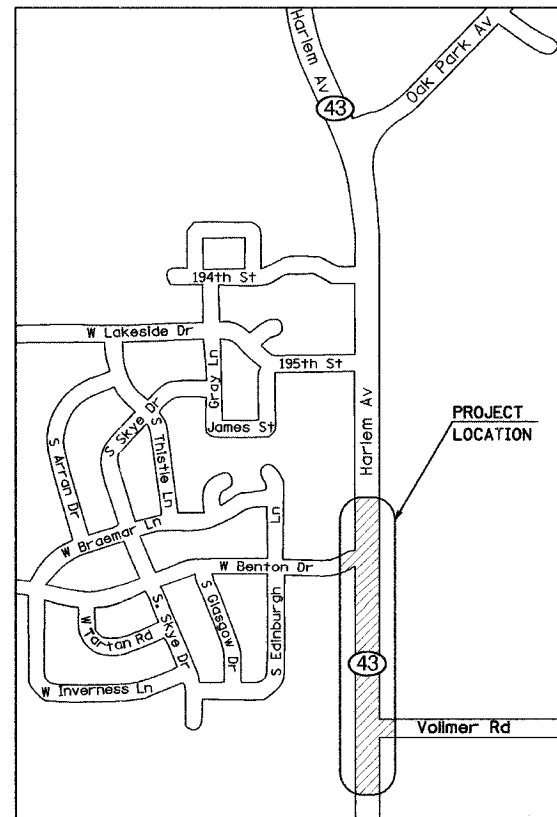 Harlem Av
43
Oak Park Av
194th St
W Lakeside Dr
Gray Ln
195th St
James St
Harlem Av
PROJECT
LOCATION
S Skye Dr
S Thistle Ln
S Arran Dr
W Braemar Ln
Ln
W Benton Dr
S Edinburgh
S Glasgow Dr
S. Skye Dr
W Tartan Rd
W Inverness Ln
43
Vollmer Rd